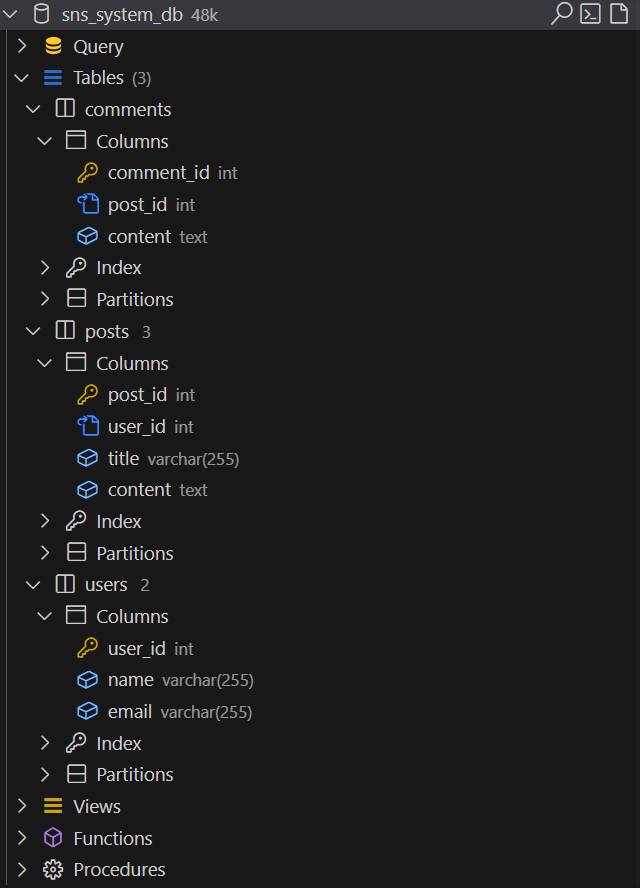 sns_system_db 48k
Query
Tables (3)
comments
Columns
comment_id int
post_id int
content text
Index
Partitions
posts 3
Columns
post_id int
user_id int
title varchar(255)
content text
Index
Partitions
users 2
Columns
user_id int
name varchar(255)
email varchar(255)
Index
Partitions
Views
Functions
Procedures